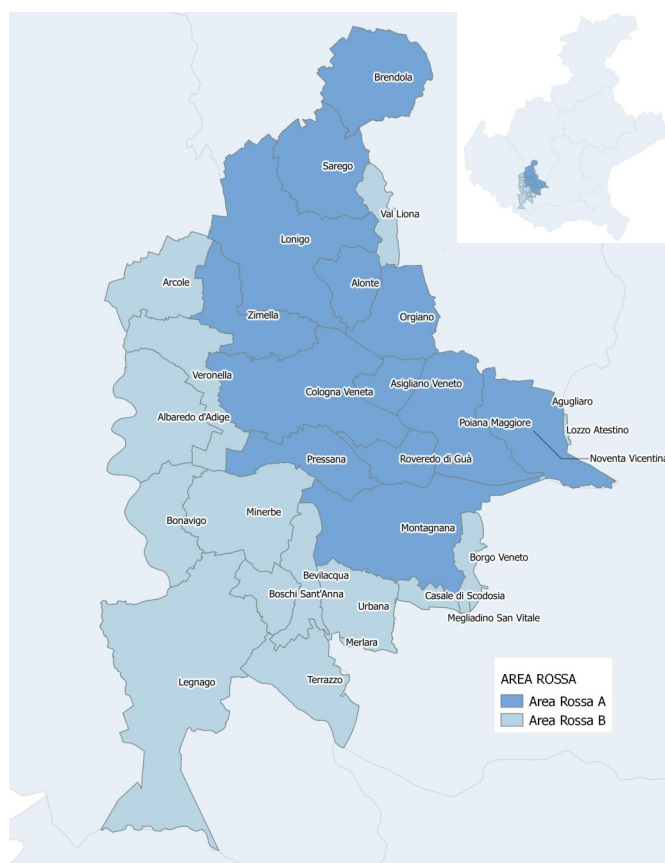 Brendola
Sarego
Val Liona
Lonigo
Arcole
Alonte
Zimella
Orgiano
Veronella
Asigliano Veneto
Cologna Veneta
Agugliaro
Albaredo d'Adige
Poiana Maggiore
Lozzo Atestino
Noventa Vicentina
Pressana
Roveredo di Guà
Minerbe
Bonavigo
Montagnana
Borgo Veneto
Bevilacqua
Boschi Sant'Anna
Casale di Scodosia
Urbana
Megliadino San Vitale
Merlara
Legnago
Terrazzo
AREA ROSSA
Area Rossa A
Area Rossa B